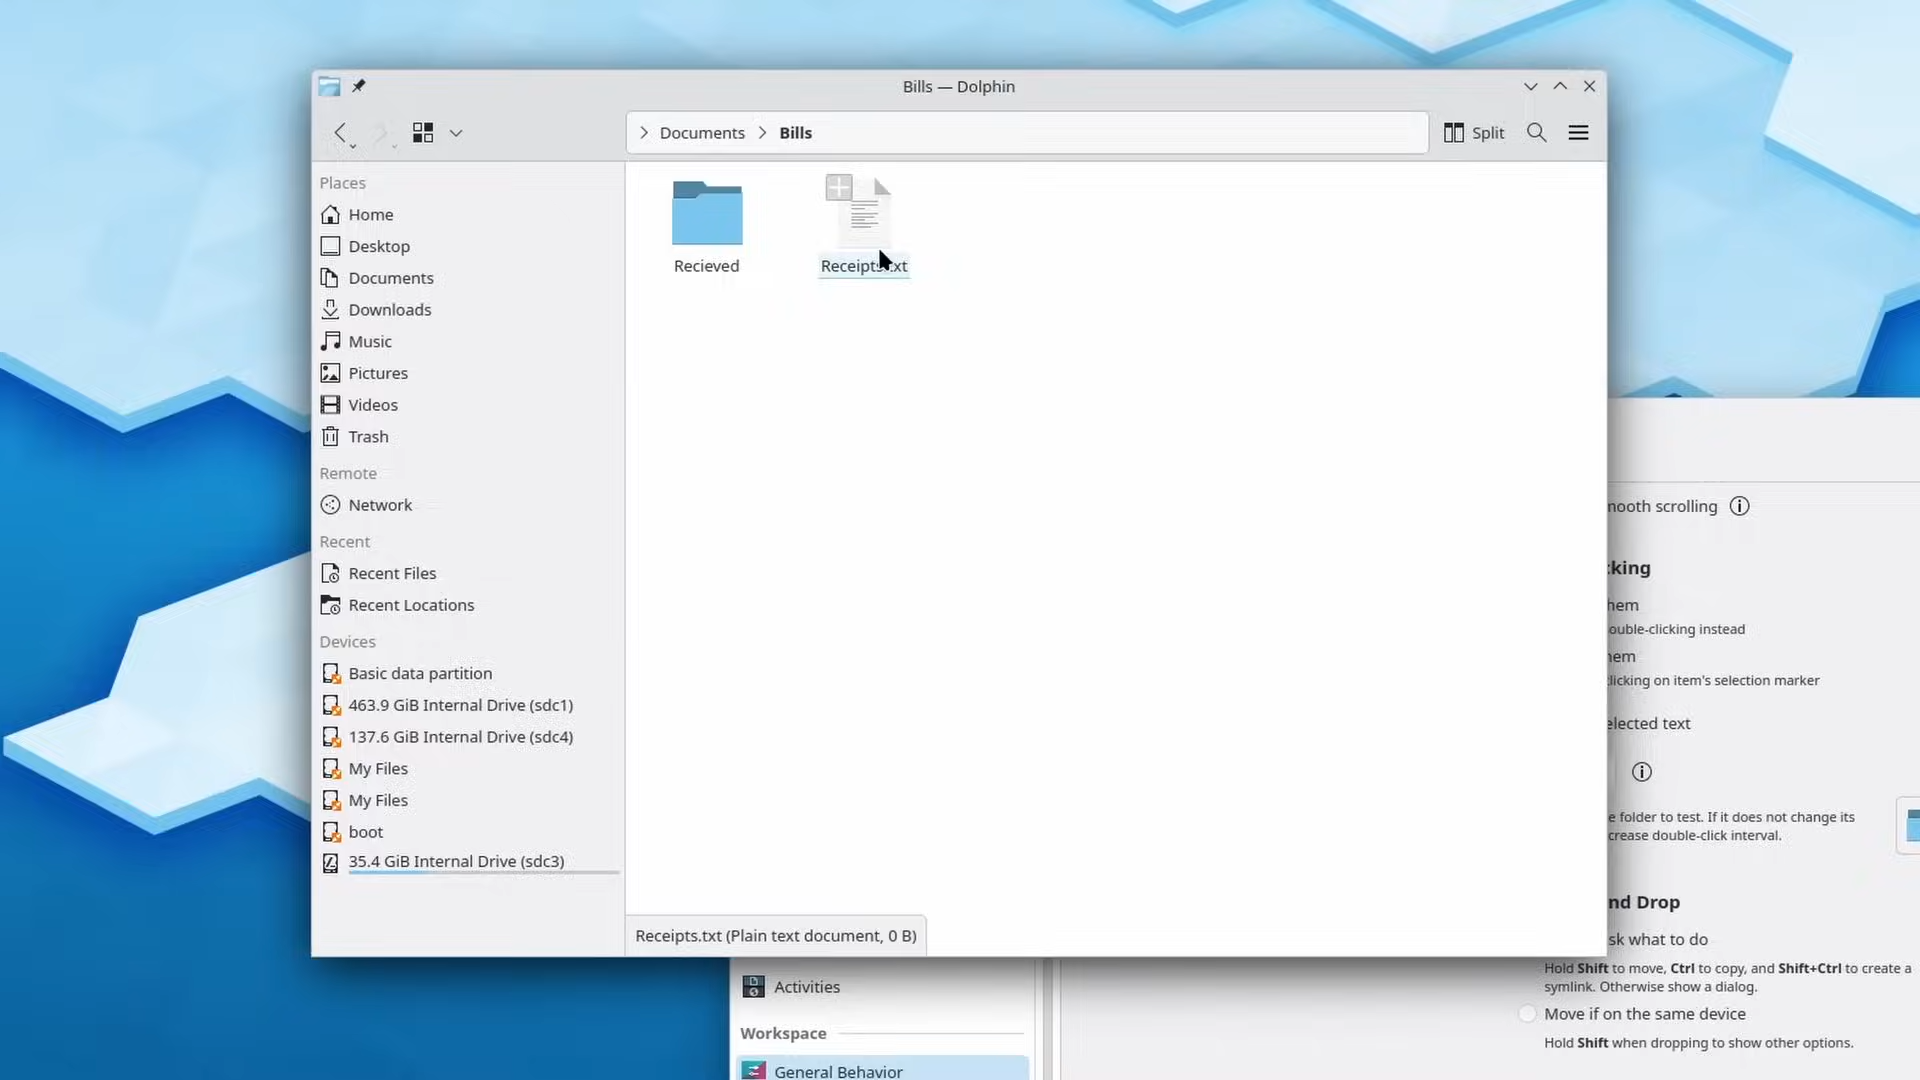 Bills — Dolphin
Documents
Bills
Split
Places
Home
Desktop
Documents
Downloads
Music
Pictures
Videos
Trash
Remote
Network
Recent
Recent Files
Recent Locations
Devices
Basic data partition
463.9 GiB Internal Drive (sdc1)
137.6 GiB Internal Drive (sdc4)
My Files
My Files
boot
35.4 GiB Internal Drive (sdc3)
Recieved
Receipts.txt
Receipts.txt (Plain text document, 0 B)
mooth scrolling
king
hem
ouble-clicking instead
hem
licking on item's selection marker
elected text
e folder to test. If it does not change its
crease double-click interval.
nd Drop
sk what to do
Hold Shift to move, Ctrl to copy, and Shift+Ctrl to create a
symlink. Otherwise show a dialog.
Move if on the same device
Hold Shift when dropping to show other options.
Activities
Workspace
General Behavior